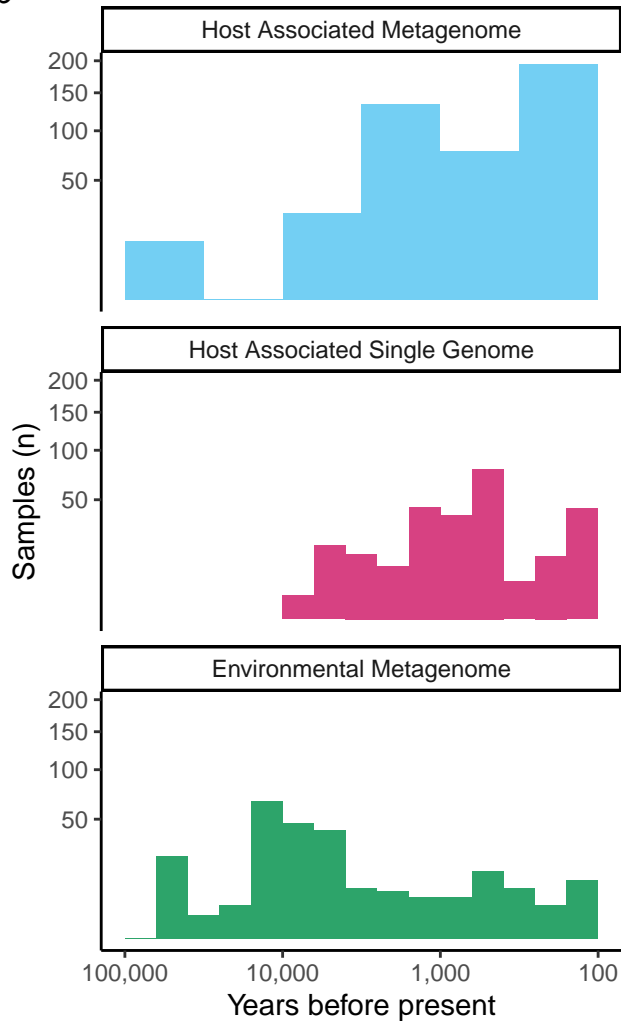 Host Associated Metagenome
200
150
100
50
Host Associated Single Genome
200
150
100
50
Samples (n)
Environmental Metagenome
200
150
100
50
100,000 10,000 1,000 100
Years before present